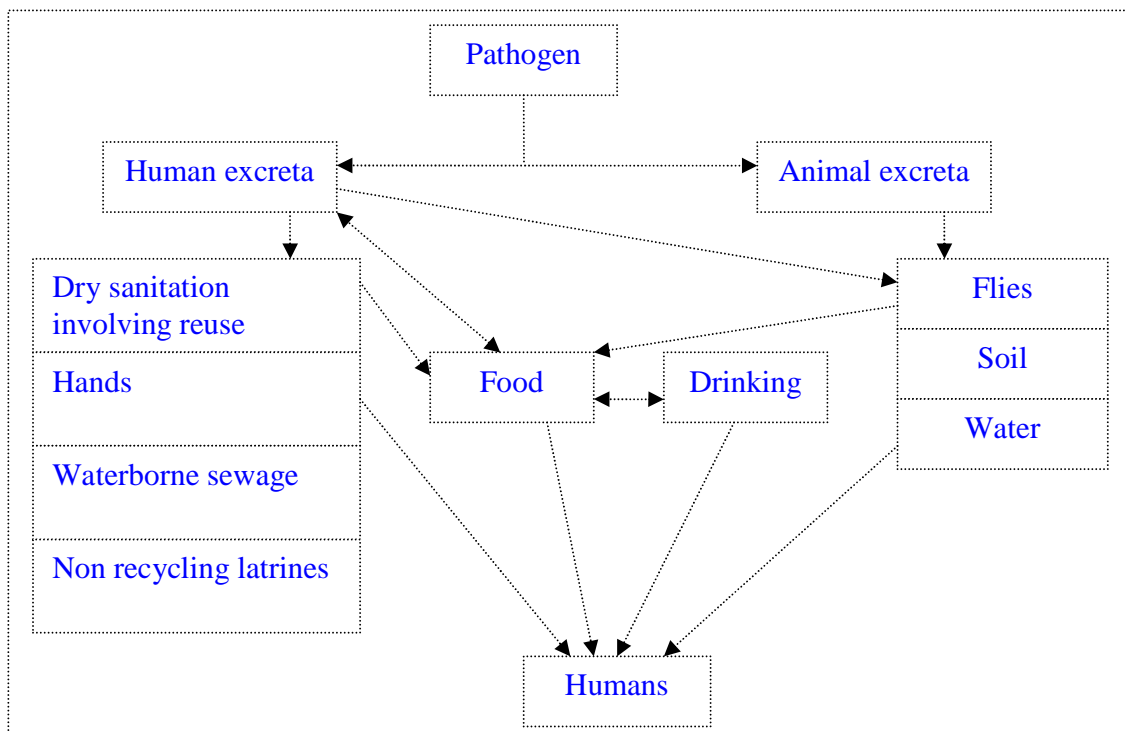 Pathogen
Human excreta
Animal excreta
Dry sanitation
involving reuse
Flies
Hands
Food
Drinking
Soil
Water
Waterborne sewage
Non recycling latrines
Humans